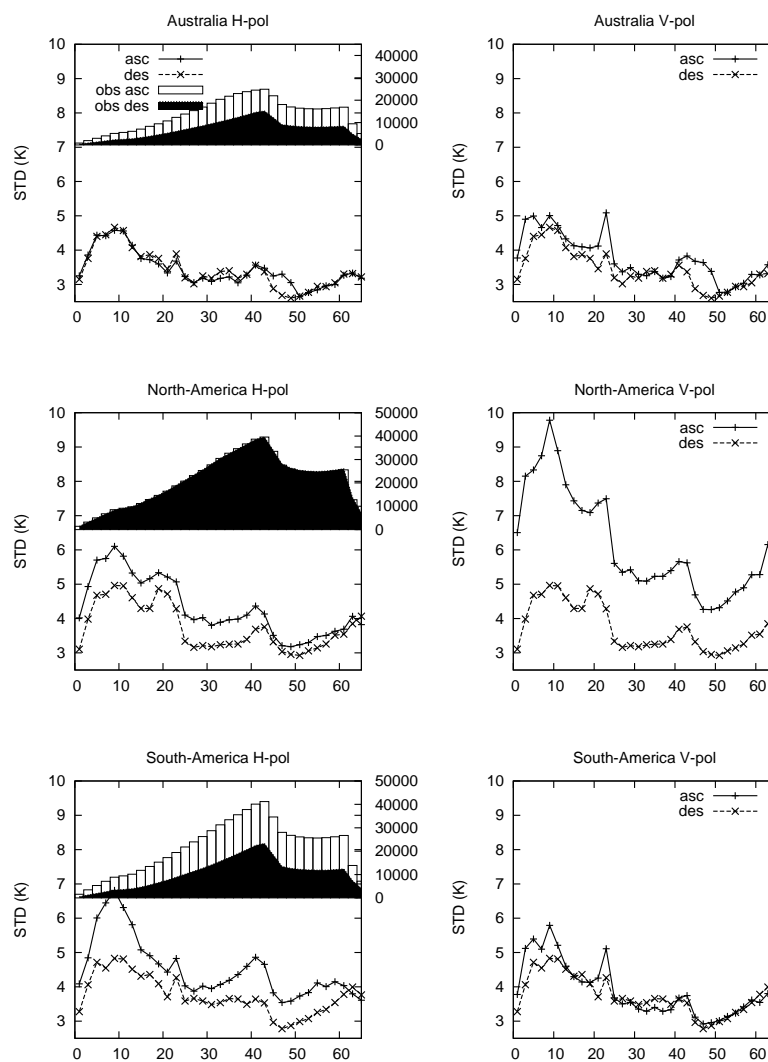 Australia H-pol
Australia V-pol
10
9
8
7
6
5
4
3
STD (K)
0 10 20 30 40 50 60
40000
30000
20000
10000
0
asc
des
obs asc
obs des
10
9
8
7
6
5
4
3
STD (K)
0 10 20 30 40 50 60
asc
des
North-America H-pol
North-America V-pol
10
9
8
7
6
5
4
3
STD (K)
0 10 20 30 40 50 60
50000
40000
30000
20000
10000
0
10
9
8
7
6
5
4
3
STD (K)
0 10 20 30 40 50 60
asc
des
South-America H-pol
South-America V-pol
10
9
8
7
6
5
4
3
STD (K)
0 10 20 30 40 50 60
50000
40000
30000
20000
10000
0
10
9
8
7
6
5
4
3
STD (K)
0 10 20 30 40 50 60
asc
des